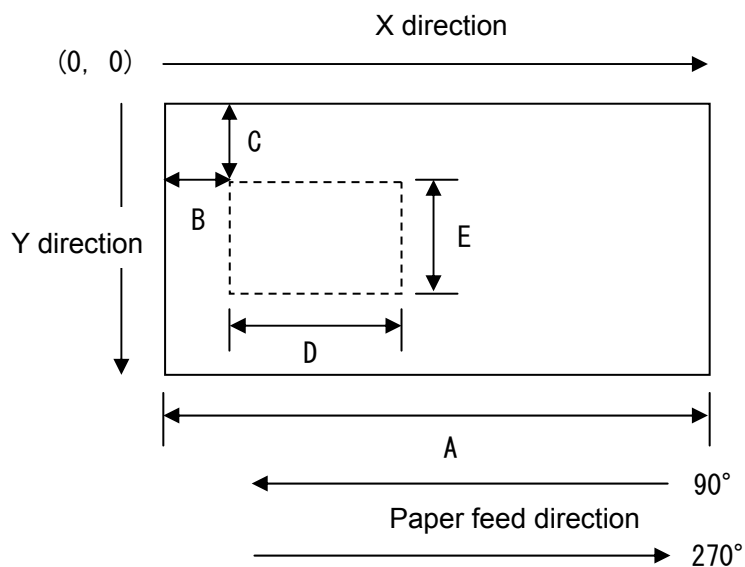 X direction
(0, 0)
C
B
E
Y direction
D
A
90°
Paper feed direction
270°